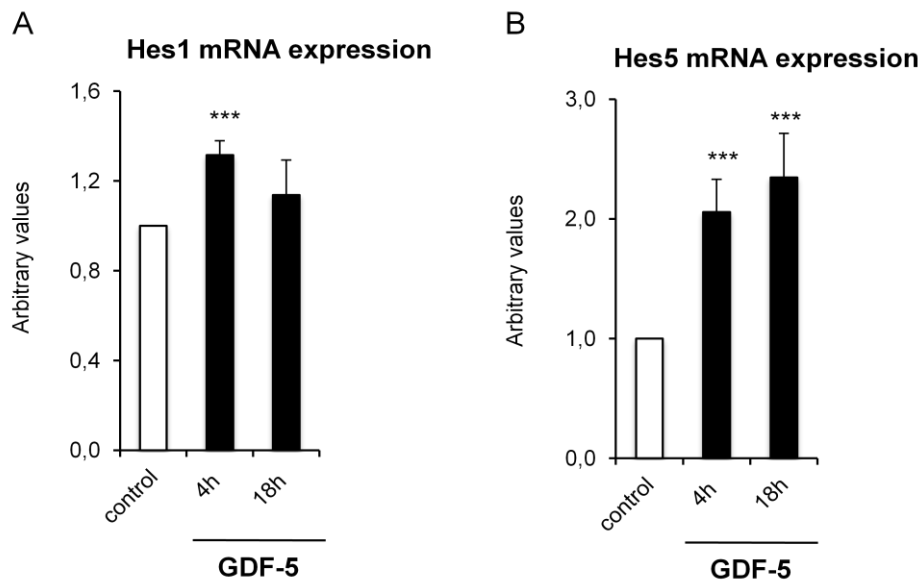 A
Hes1 mRNA expression
Arbitrary values
1,6
1,2
0,8
0,4
0,0
***
control
4h
18h
GDF-5
B
Hes5 mRNA expression
Arbitrary values
3,0
2,0
1,0
0,0
***
***
control
4h
18h
GDF-5